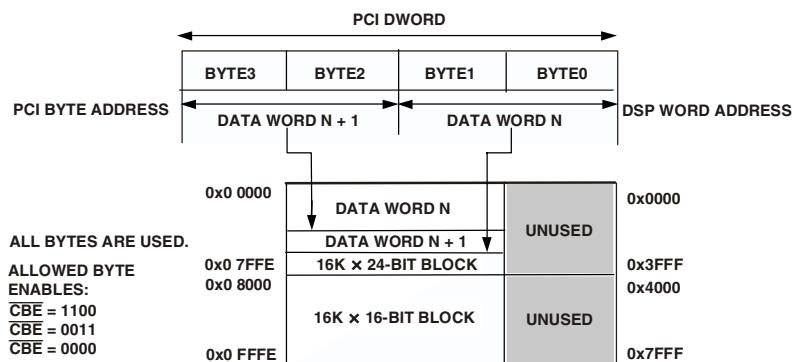 PCI DWORD
BYTE3 BYTE2 BYTE1 BYTE0
PCI BYTE ADDRESS
DATA WORD N + 1
DATA WORD N
DSP WORD ADDRESS
0x0 0000
DATA WORD N
UNUSED
0x0000
ALL BYTES ARE USED.
DATA WORD N + 1
0x0 7FFE
16K × 24-BIT BLOCK
0x3FFF
ALLOWED BYTE
ENABLES:
CBE = 1100
CBE = 0011
CBE = 0000
0x0 8000
0x4000
16K × 16-BIT BLOCK
UNUSED
0x0 FFFE
0x7FFF